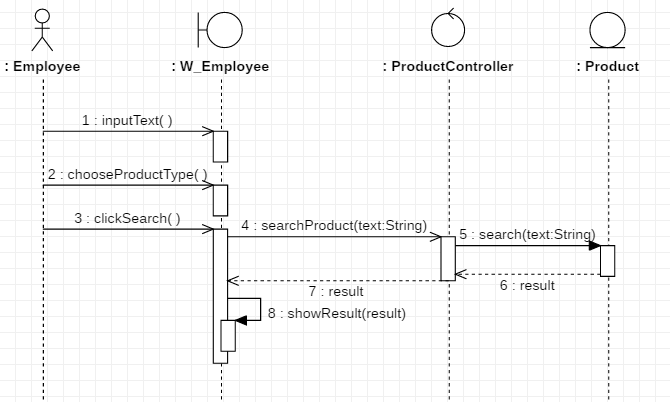 : Employee
: W_Employee
: ProductController
: Product
1 : inputText( )
2 : chooseProductType( )
3 : clickSearch( )
4 : searchProduct(text:String)
5 : search(text:String)
6 : result
7 : result
8 : showResult(result)